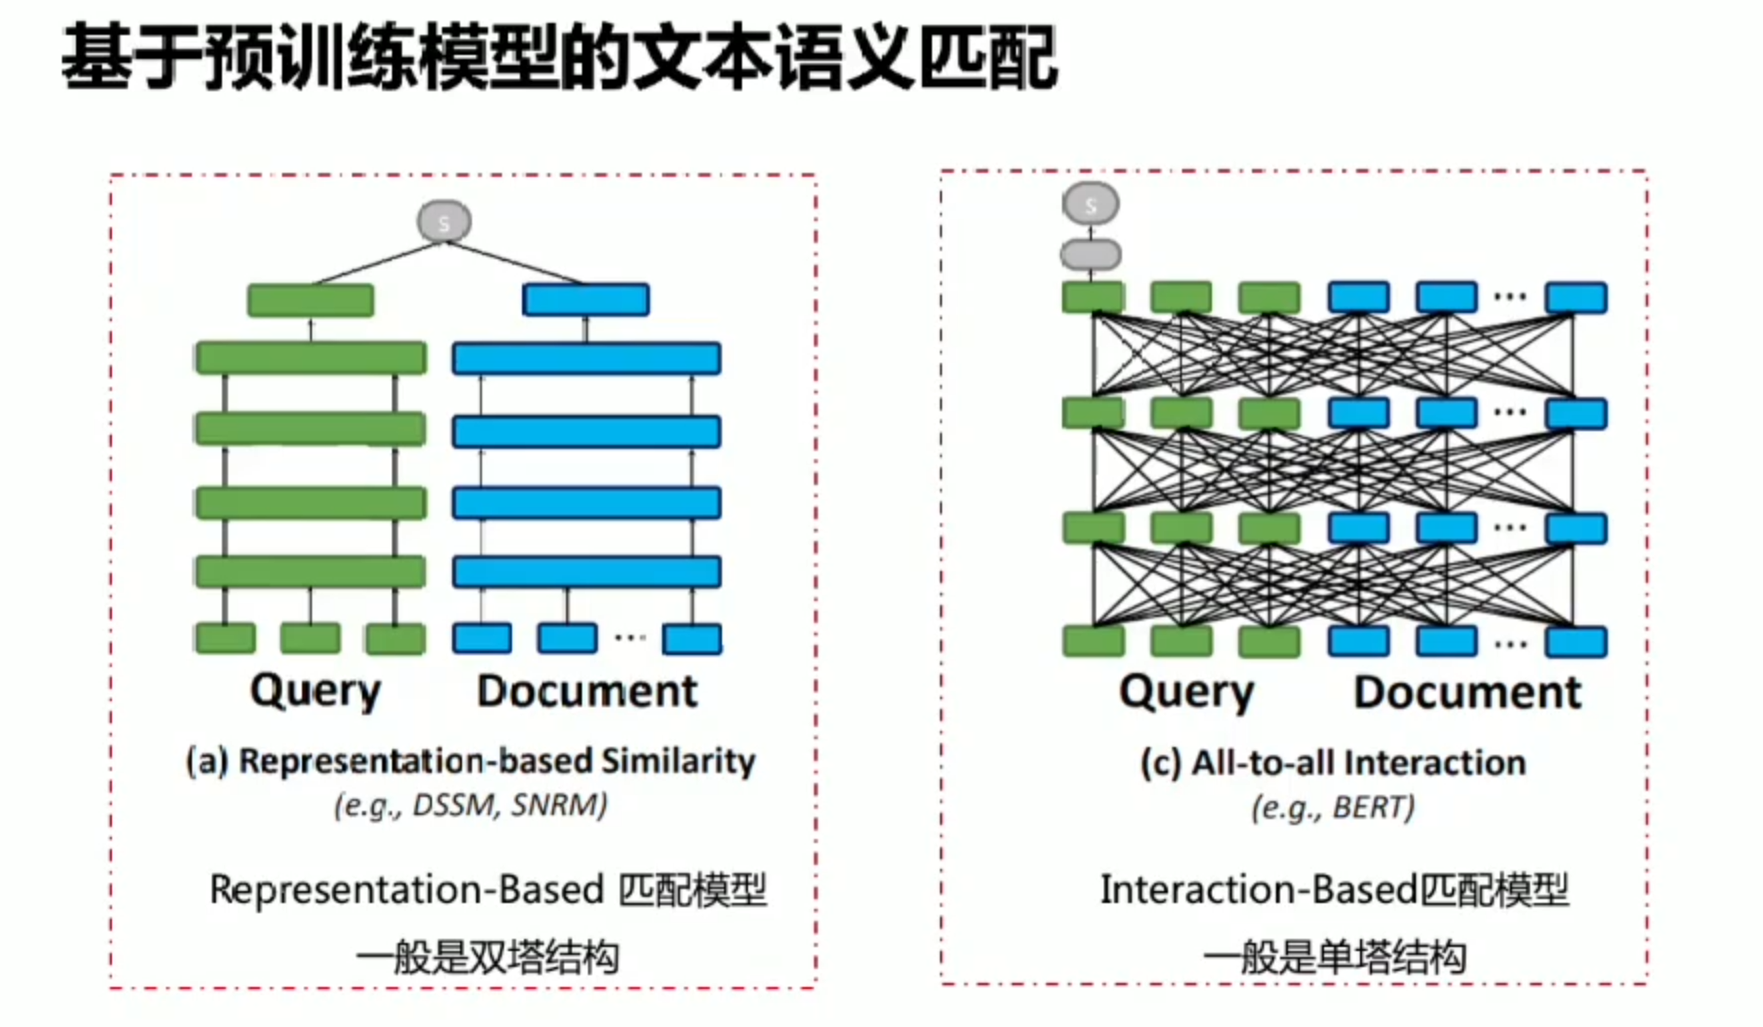 基于预训练模型的文本语义匹配
S
Query Document
(a) Representation-based Similarity
(e.g., DSSM, SNRM)
Representation-Based 匹配模型
一般是双塔结构
S
...
...
...
...
Query Document
(c) All-to-all Interaction
(e.g., BERT)
Interaction-Based匹配模型
一般是单塔结构